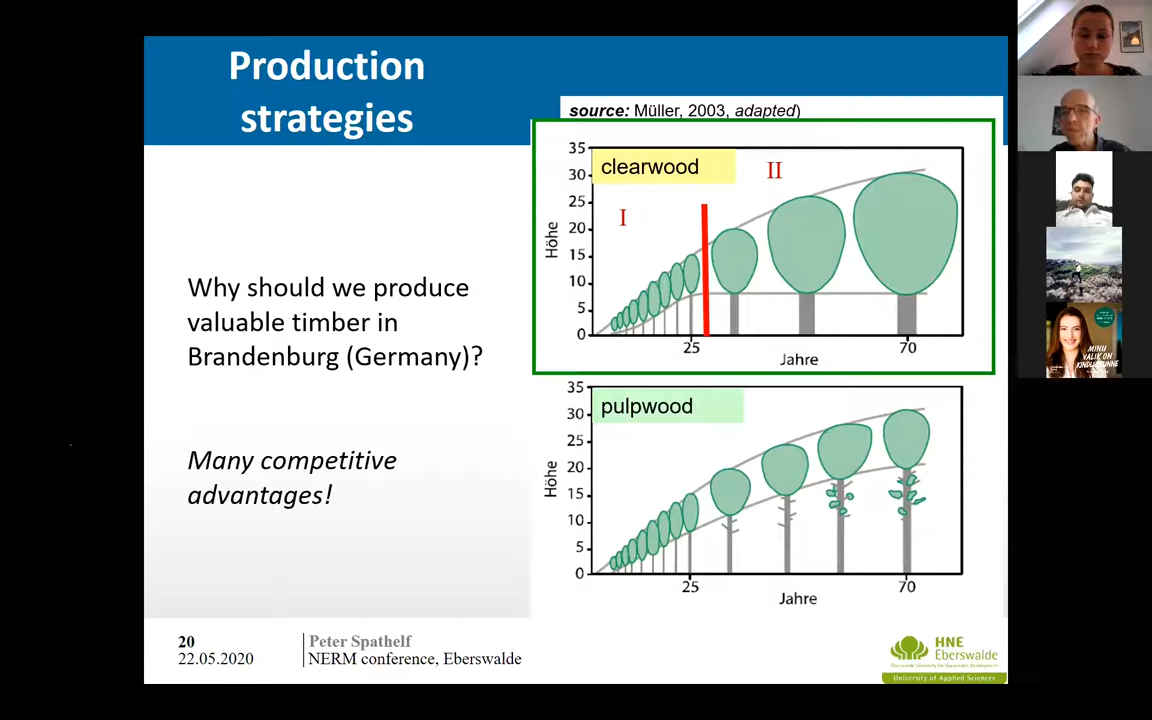 Production
strategies
source: Müller, 2003, adapted)
35
30
25
20
15
10
5
0
Höhe
clearwood
I
II
25
70
Jahre
Why should we produce
valuable timber in
Brandenburg (Germany)?
Many competitive
advantages!
35
30
25
20
15
10
5
0
Höhe
pulpwood
25
70
Jahre
20
22.05.2020
Peter Spathelf
NERM conference, Eberswalde
HNE
Eberswalde
University of Applied Sciences
MINU